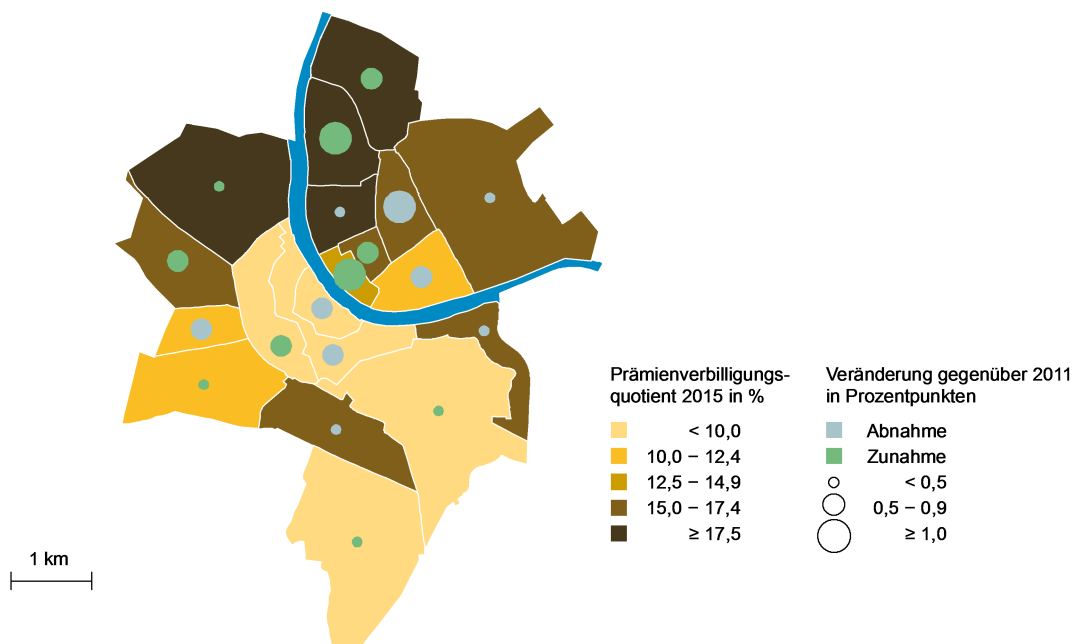 Prämienverbilligungs-
quotient 2015 in %
< 10,0
10,0 – 12,4
12,5 – 14,9
15,0 – 17,4
≥ 17,5
Veränderung gegenüber 2011
in Prozentpunkten
Abnahme
Zunahme
< 0,5
0,5 – 0,9
≥ 1,0
1 km